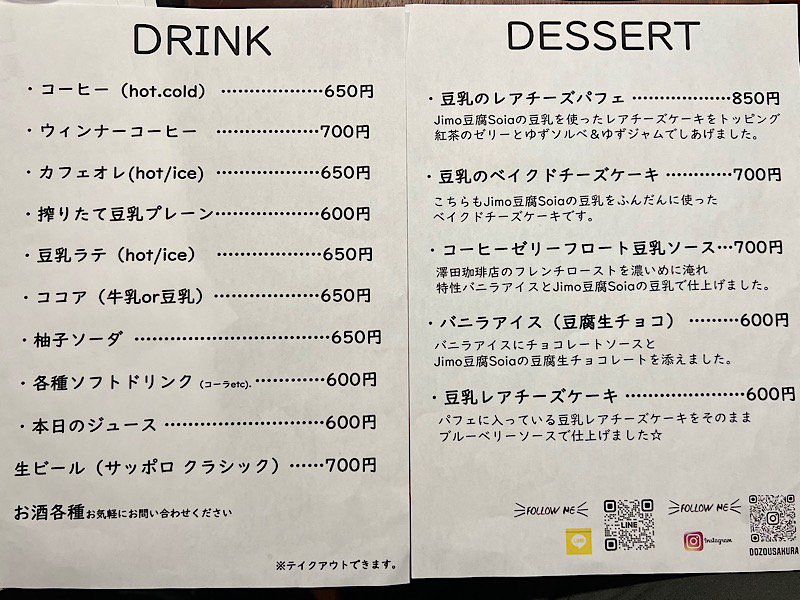 DRINK
・コーヒー（hot.cold） ………………650円
・ウィンナーコーヒー ………………700円
・カフェオレ(hot/ice) ………………650円
・搾りたて豆乳プレーン………………600円
・豆乳ラテ（hot/ice） ………………650円
・ココア（牛乳or豆乳）………………650円
・柚子ソーダ ………………………………650円
・各種ソフトドリンク（コーラetc).…………600円
・本日のジュース …………………………600円
生ビール（サッポロ クラシック）……700円
お酒各種お気軽にお問い合わせください
※テイクアウトできます。
DESSERT
・豆乳のレアチーズパフェ ………………850円
Jimo豆腐Soiaの豆乳を使ったレアチーズケーキをトッピング
紅茶のゼリーとゆずソルベ＆ゆずジャムでしあげました。
・豆乳のベイクドチーズケーキ …………700円
こちらもJimo豆腐Soiaの豆乳をふんだんに使った
ベイクドチーズケーキです。
・コーヒーゼリーフロート豆乳ソース…700円
澤田珈琲店のフレンチローストを濃いめに淹れ
特性バニラアイスとJimo豆腐Soiaの豆乳で仕上げました。
・バニラアイス（豆腐生チョコ） ………600円
バニラアイスにチョコレートソースと
Jimo豆腐Soiaの豆腐生チョコレートを添えました。
・豆乳レアチーズケーキ …………………600円
パフェに入っている豆乳レアチーズケーキをそのまま
ブルーベリーソースで仕上げました☆
FOLLOW ME
LINE
LINE
FOLLOW ME
Instagram
DOZOUSAKURA